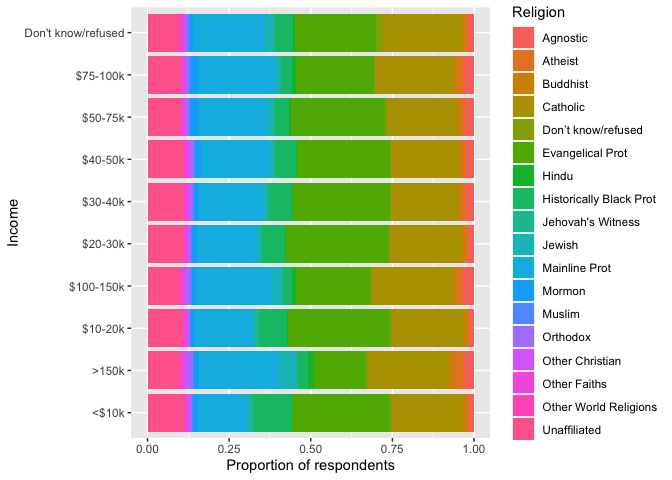 Religion
Agnostic
Atheist
Buddhist
Catholic
Don't know/refused
Evangelical Prot
Hindu
Historically Black Prot
Jehovah's Witness
Jewish
Mainline Prot
Mormon
Muslim
Orthodox
Other Christian
Other Faiths
Other World Religions
Unaffiliated
Income
Don't know/refused
$75-100k
$50-75k
$40-50k
$30-40k
$20-30k
$100-150k
$10-20k
>150k
<$10k
0.00 0.25 0.50 0.75 1.00
Proportion of respondents